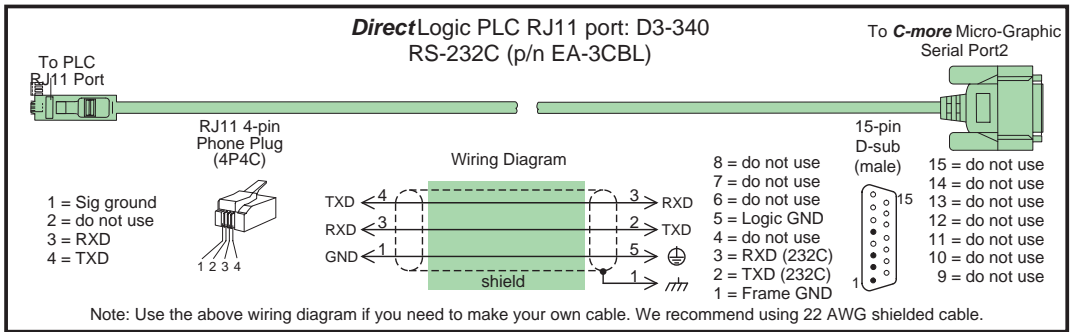 DirectLogic PLC RJ11 port: D3-340
RS-232C (p/n EA-3CBL)
To C-more Micro-Graphic
Serial Port2
To PLC
RJ11 Port
RJ11 4-pin
Phone Plug
(4P4C)
1 = Sig ground
2 = do not use
3 = RXD
4 = TXD
1 2 3 4
Wiring Diagram
TXD 4 3 RXD
RXD 3 2 TXD
GND 1 5
1
shield
8 = do not use
7 = do not use
6 = do not use
5 = Logic GND
4 = do not use
3 = RXD (232C)
2 = TXD (232C)
1 = Frame GND
15-pin
D-sub
(male)
15
1
15 = do not use
14 = do not use
13 = do not use
12 = do not use
11 = do not use
10 = do not use
9 = do not use
Note: Use the above wiring diagram if you need to make your own cable. We recommend using 22 AWG shielded cable.